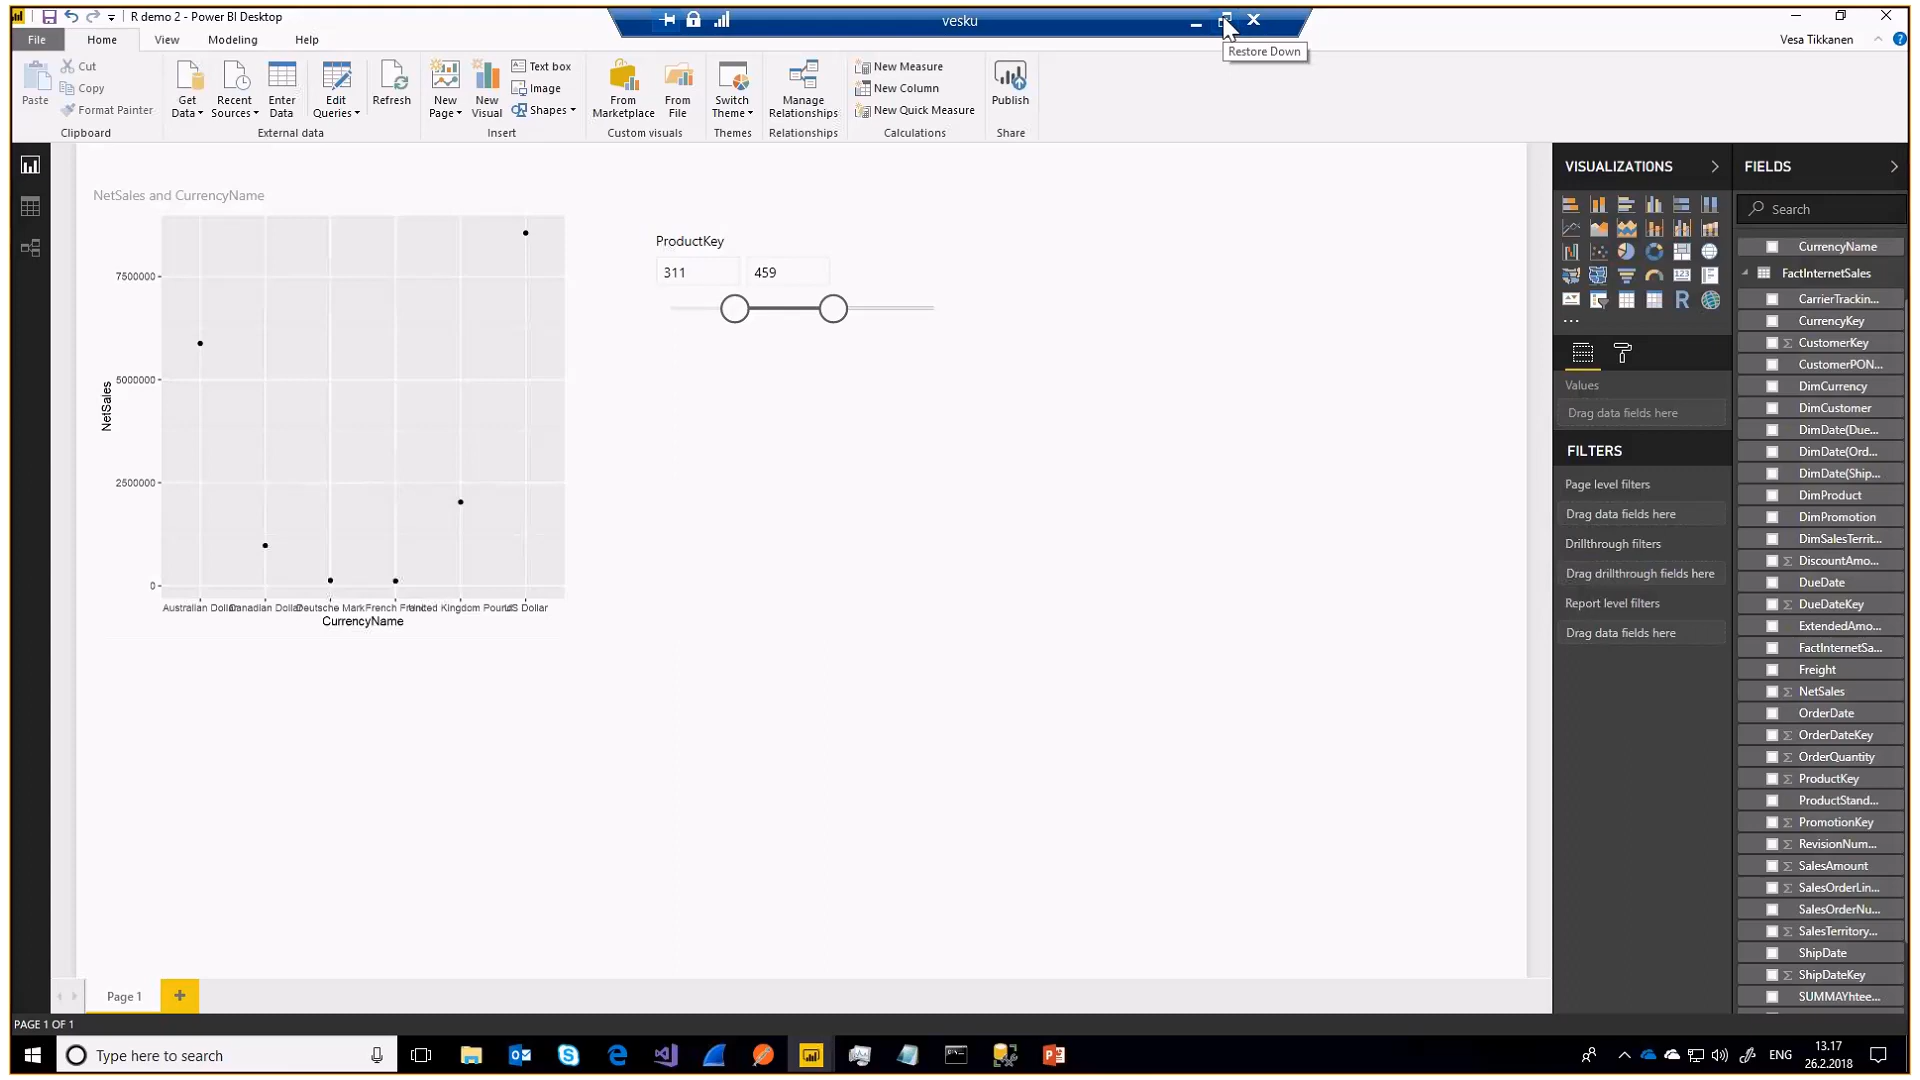 R demo 2 - Power BI Desktop
vesku
Restore Down
File
Home
View
Modeling
Help
Vesa Tikkanen
Paste
Cut
Copy
Format Painter
Get Data
Recent Sources
Enter Data
Edit Queries
Refresh
New Page
New Visual
Text box
Image
Shapes
From Marketplace
From File
Switch Theme
Manage Relationships
New Measure
New Column
New Quick Measure
Publish
Clipboard
External data
Insert
Custom visuals
Themes
Relationships
Calculations
Share
NetSales and CurrencyName
7500000
5000000
2500000
0
NetSales
Australian Dollar
Canadian Dollar
Deutsche Mark
French Franc
United Kingdom Pound
US Dollar
CurrencyName
ProductKey
311
459
VISUALIZATIONS
Values
Drag data fields here
FILTERS
Page level filters
Drag data fields here
Drillthrough filters
Drag drillthrough fields here
Report level filters
Drag data fields here
FIELDS
Search
CurrencyName
FactInternetSales
CarrierTrackin...
CurrencyKey
CustomerKey
CustomerPON...
DimCurrency
DimCustomer
DimDate(Due...
DimDate(Ord...
DimDate(Ship...
DimProduct
DimPromotion
DimSalesTerrit...
DiscountAmo...
DueDate
DueDateKey
ExtendedAmo...
FactInternetSa...
Freight
NetSales
OrderDate
OrderDateKey
OrderQuantity
ProductKey
ProductStand...
PromotionKey
RevisionNum...
SalesAmount
SalesOrderLin...
SalesOrderNu...
SalesTerritory...
ShipDate
ShipDateKey
SUMMAYhtee...
Page 1
PAGE 1 OF 1
Type here to search
ENG
13.17
26.2.2018